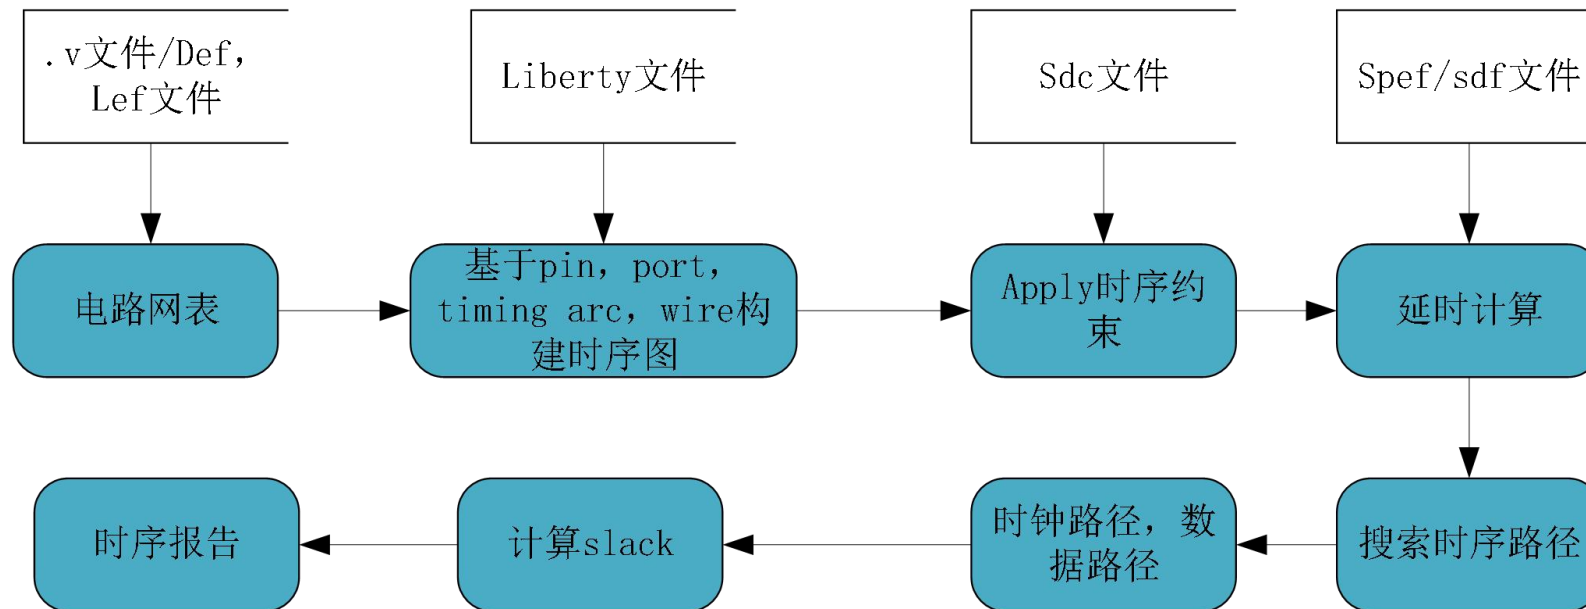 .v文件/Def,
Lef文件
Liberty文件
Sdc文件
Spef/sdf文件
电路网表
基于pin，port，
timing arc，wire构
建时序图
Apply时序约
束
延时计算
时序报告
计算slack
时钟路径，数
据路径
搜索时序路径